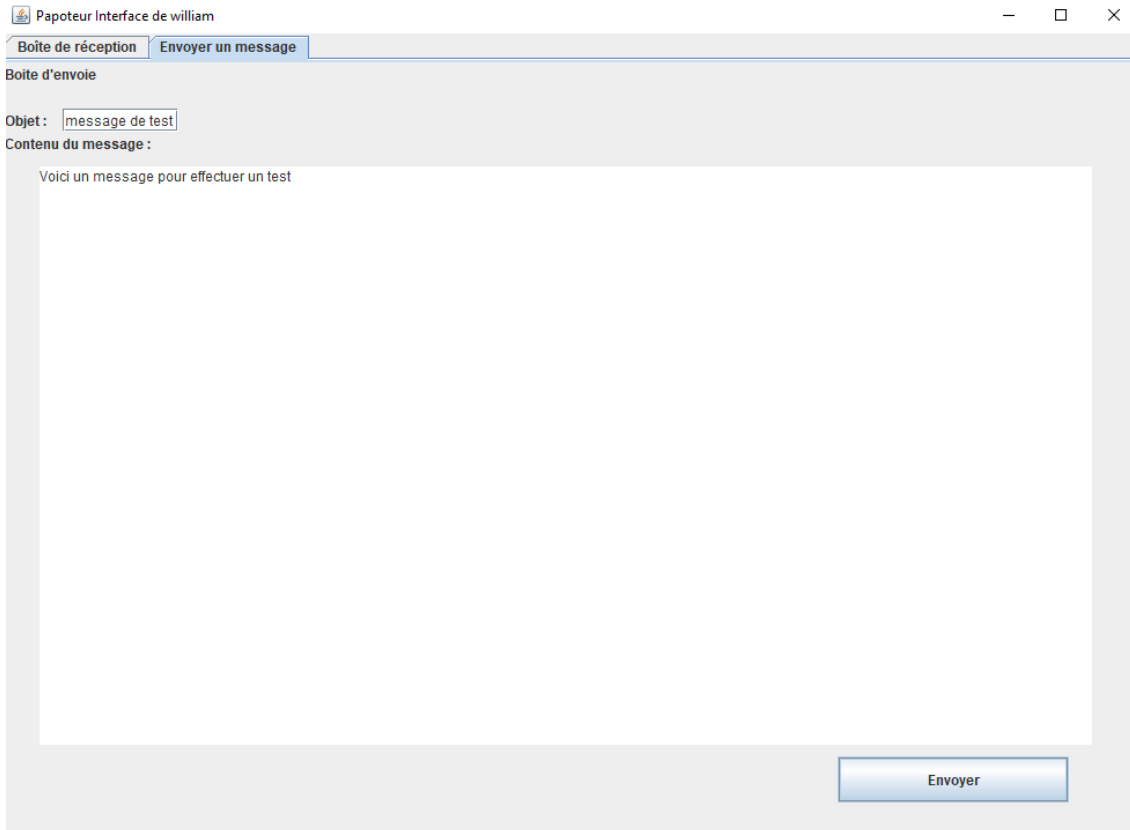 Papoteur Interface de william
Boîte de réception Envoyer un message
Boite d'envoie
Objet : message de test
Contenu du message :
Voici un message pour effectuer un test
Envoyer